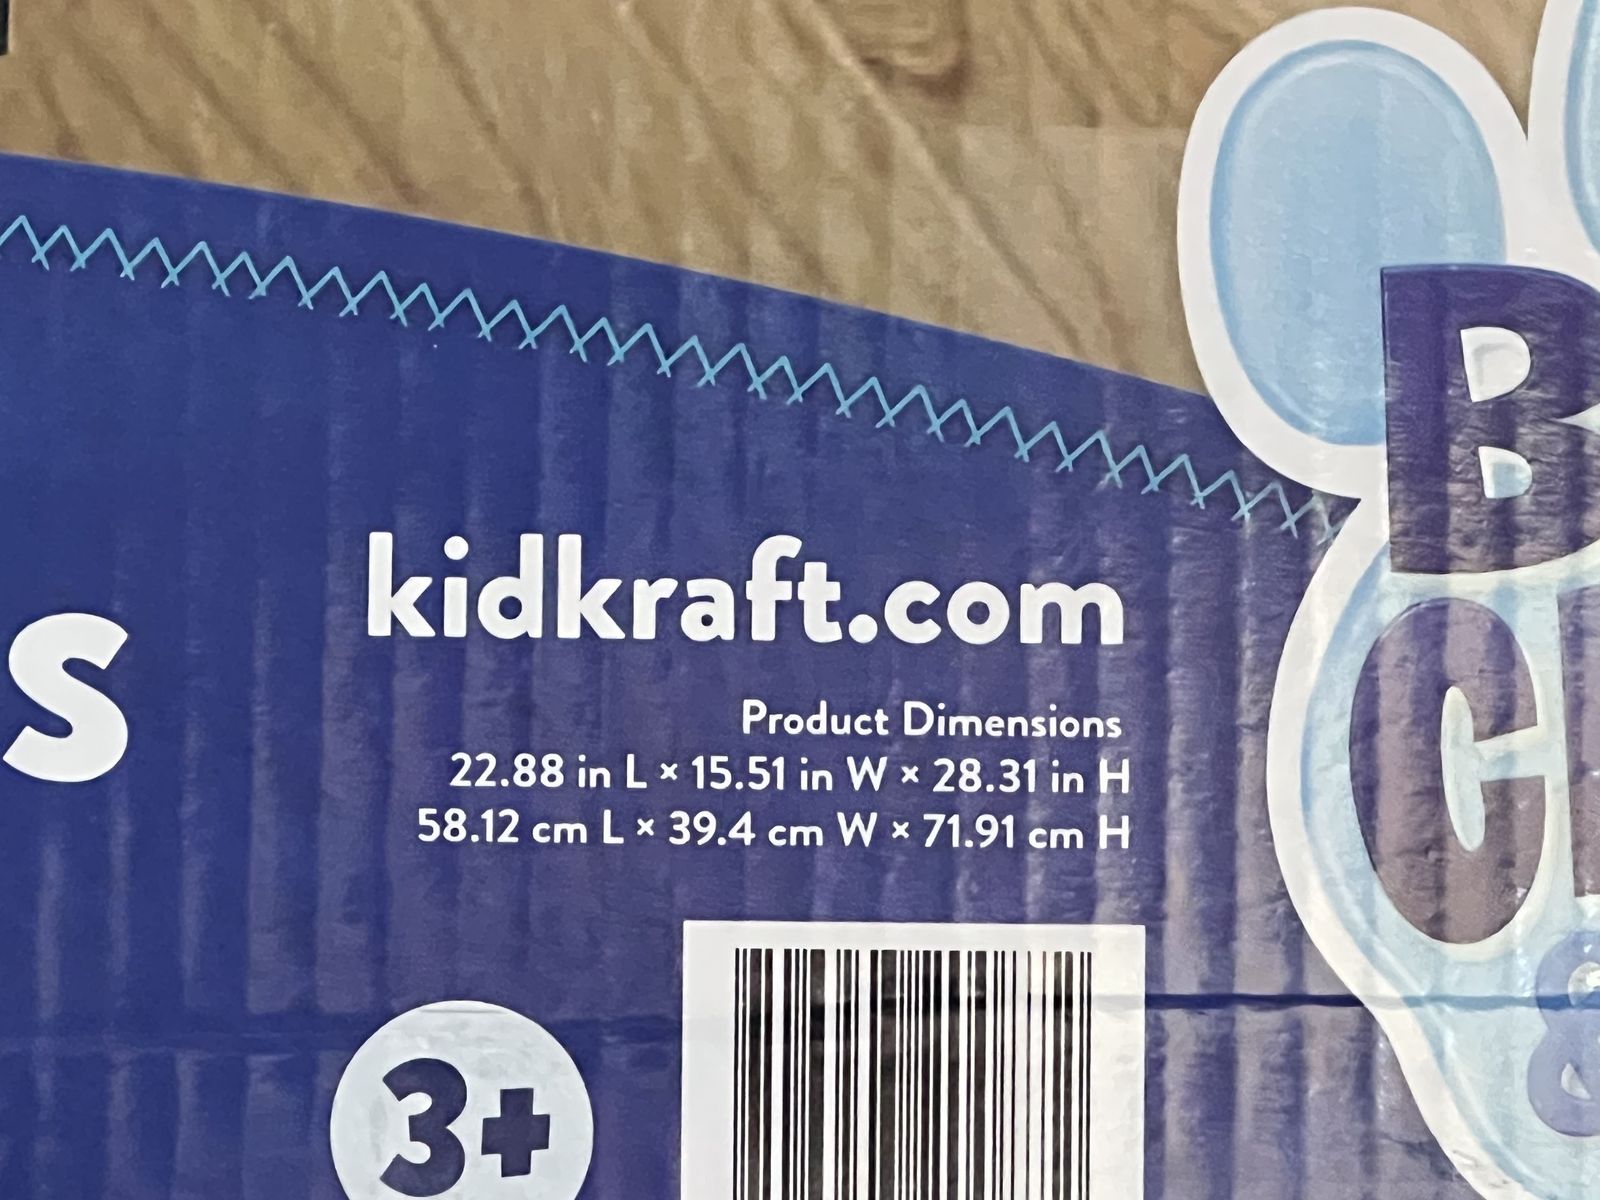 kidkraft.com
S
Product Dimensions
22.88 in L × 15.51 in W × 28.31 in H
58.12 cm L × 39.4 cm W × 71.91 cm H
3+
B
&